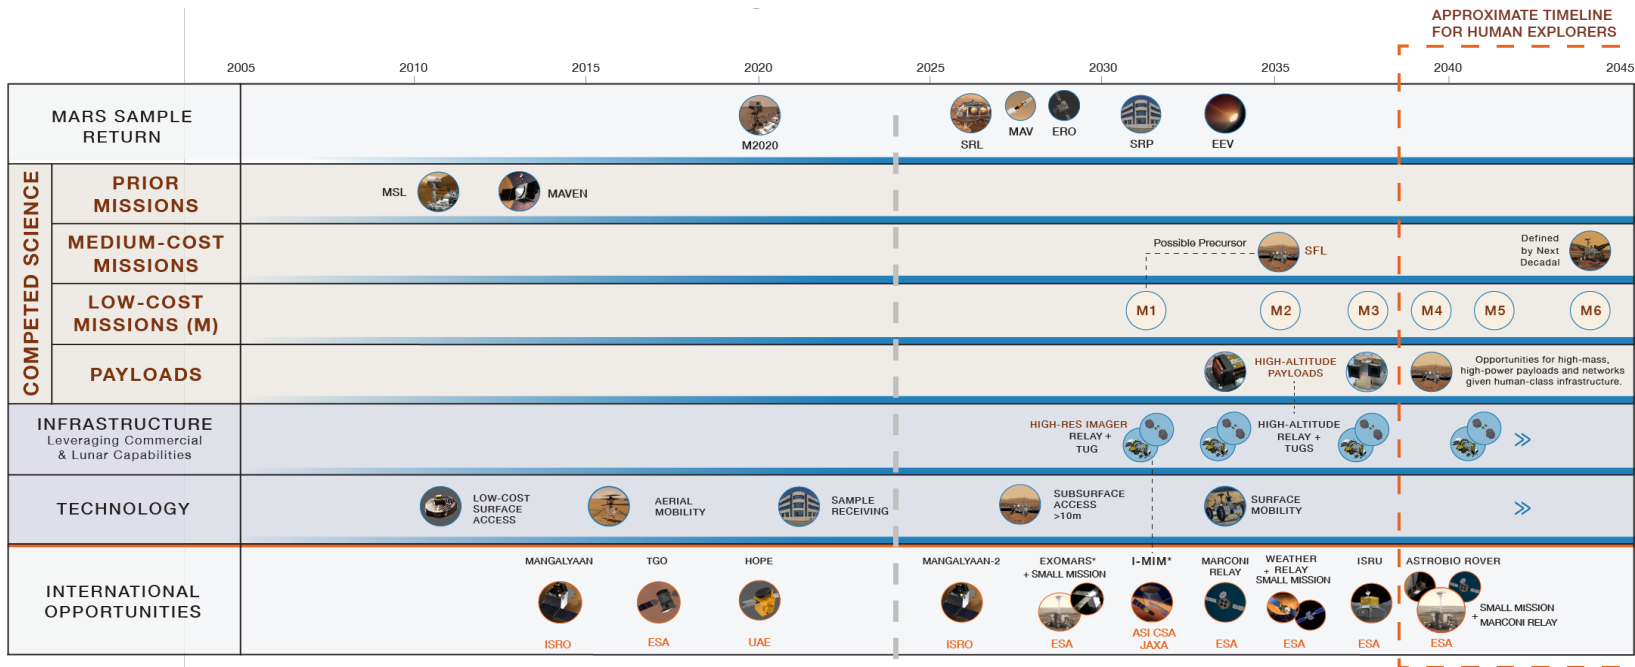 APPROXIMATE TIMELINE
FOR HUMAN EXPLORERS
2005
2010
2015
2020
2025
2030
2035
2040
2045
MARS SAMPLE
RETURN
M2020
SRL
MAV
ERO
SRP
EEV
COMPETED SCIENCE
PRIOR
MISSIONS
MSL
MAVEN
MEDIUM-COST
MISSIONS
Possible Precursor
SFL
Defined
by Next
Decadal
LOW-COST
MISSIONS (M)
M1
M2
M3
M4
M5
M6
PAYLOADS
HIGH-ALTITUDE
PAYLOADS
Opportunities for high-mass,
high-power payloads and networks
given human-class infrastructure.
INFRASTRUCTURE
Leveraging Commercial
& Lunar Capabilities
HIGH-RES IMAGER
RELAY +
TUG
HIGH-ALTITUDE
RELAY +
TUGS
TECHNOLOGY
LOW-COST
SURFACE
ACCESS
AERIAL
MOBILITY
SAMPLE
RECEIVING
SUBSURFACE
ACCESS
>10m
SURFACE
MOBILITY
INTERNATIONAL
OPPORTUNITIES
MANGALYAAN
ISRO
TGO
ESA
HOPE
UAE
MANGALYAAN-2
ISRO
EXOMARS*
+ SMALL MISSION
ESA
I-MIM*
ASI CSA
JAXA
MARCONI
RELAY
ESA
WEATHER
+ RELAY
SMALL MISSION
ESA
ISRU
ESA
ASTROBIO ROVER
SMALL MISSION
+
MARCONI RELAY
ESA